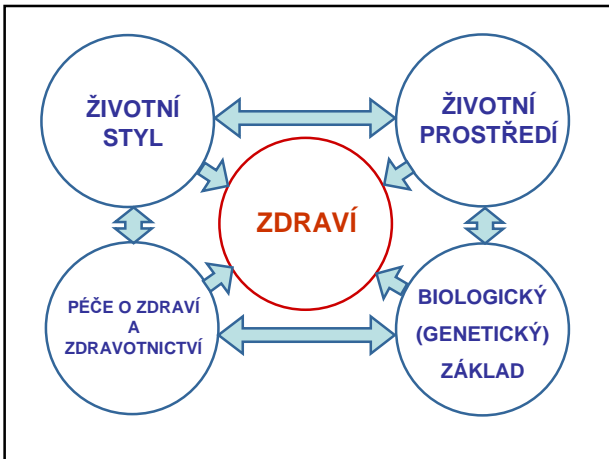 ŽIVOTNÍ
STYL
ŽIVOTNÍ
PROSTŘEDÍ
ZDRAVÍ
PÉČE O ZDRAVÍ
A
ZDRAVOTNICTVÍ
BIOLOGICKÝ
(GENETICKÝ)
ZÁKLAD